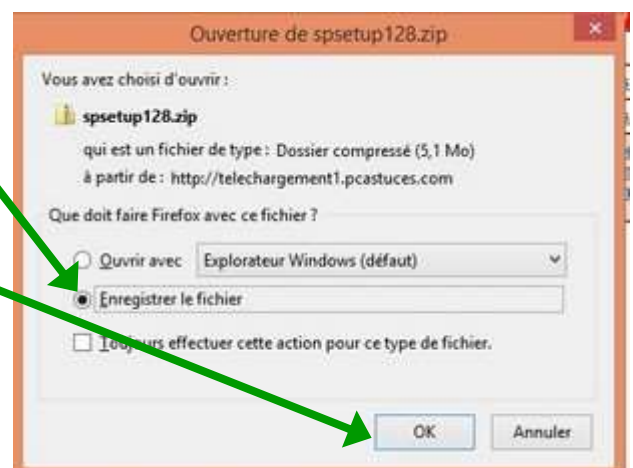 Ouverture de spsetup128.zip
Vous avez choisi d'ouvrir :
spsetup128.zip
qui est un fichier de type : Dossier compressé (5,1 Mo)
à partir de : http://telechargement1.pcastuces.com
Que doit faire Firefox avec ce fichier ?
Ouvrir avec Explorateur Windows (défaut)
Enregistrer le fichier
Toujours effectuer cette action pour ce type de fichier.
OK Annuler